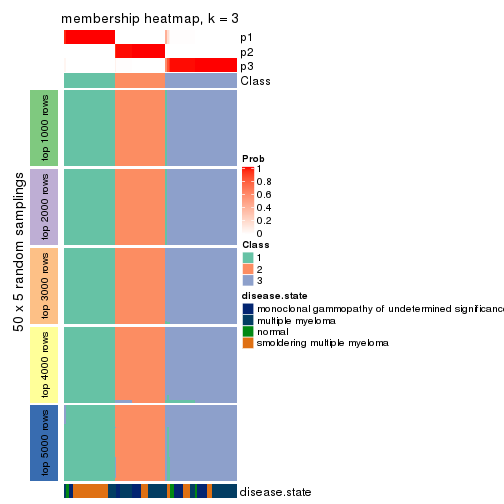 membership heatmap, k = 3
p1
p2
p3
Class
50 x 5 random samplings
top 1000 rows
top 2000 rows
top 3000 rows
top 4000 rows
top 5000 rows
Prob
1
0.8
0.6
0.4
0.2
0
Class
1
2
3
disease.state
monoclonal gammopathy of undetermined significance
multiple myeloma
normal
smoldering multiple myeloma
disease.state